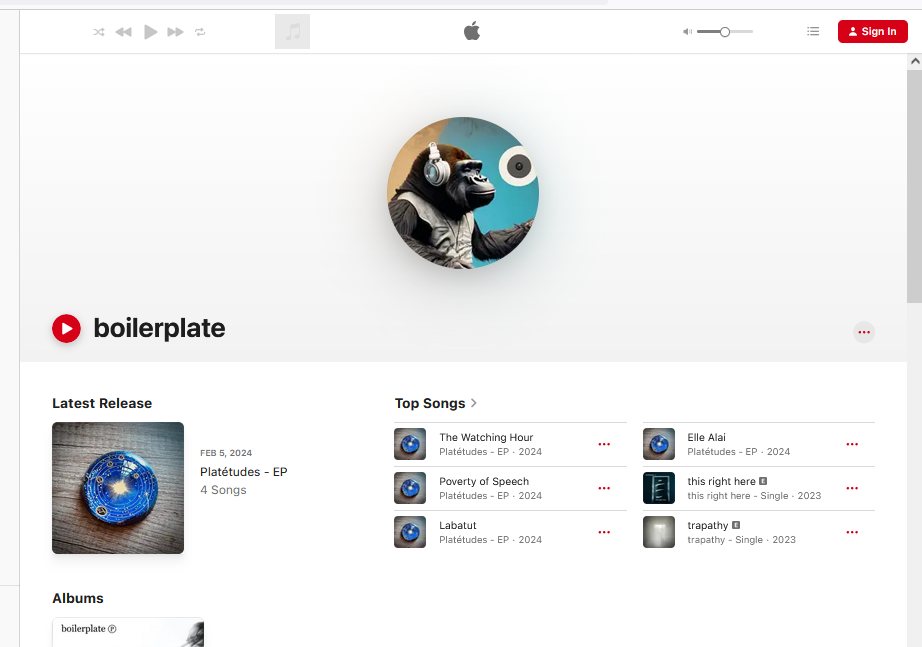 Sign In
boilerplate
Latest Release
FEB 5, 2024
Platétudes - EP
4 Songs
Top Songs
The Watching Hour
Platétudes - EP · 2024
Poverty of Speech
Platétudes - EP · 2024
Labatut
Platétudes - EP · 2024
Elle Alai
Platétudes - EP · 2024
this right here E
this right here - Single · 2023
trapathy E
trapathy - Single · 2023
Albums
boilerplate Ⓟ